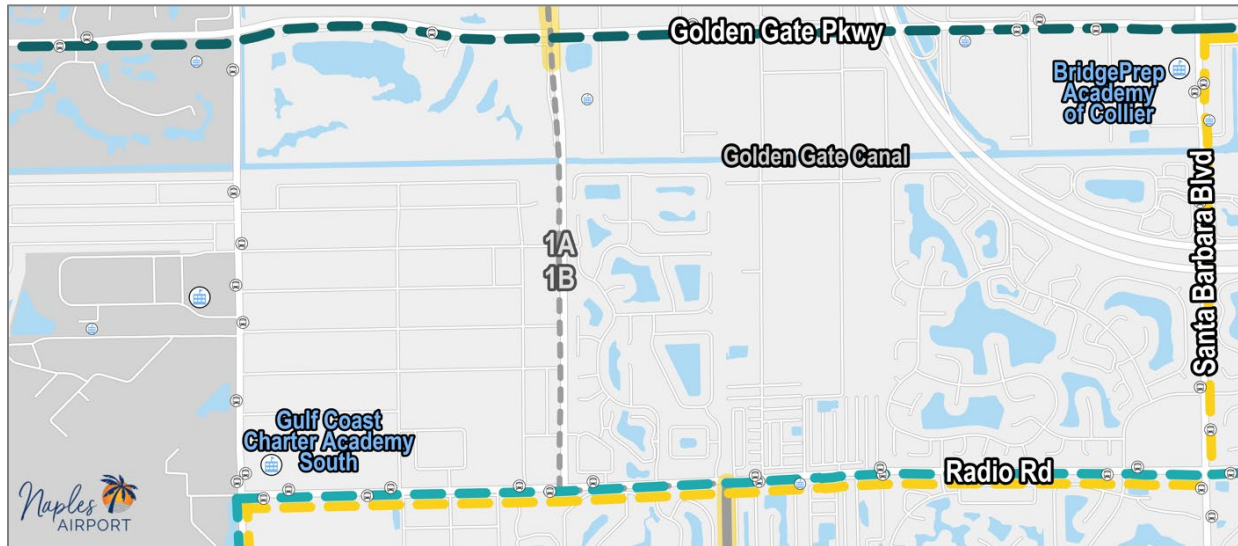 Golden Gate Pkwy
BridgePrep
Academy
of Collier
Golden Gate Canal
Santa Barbara Blvd
1A
1B
Gulf Coast
Charter Academy
South
Radio Rd
Naples
AIRPORT